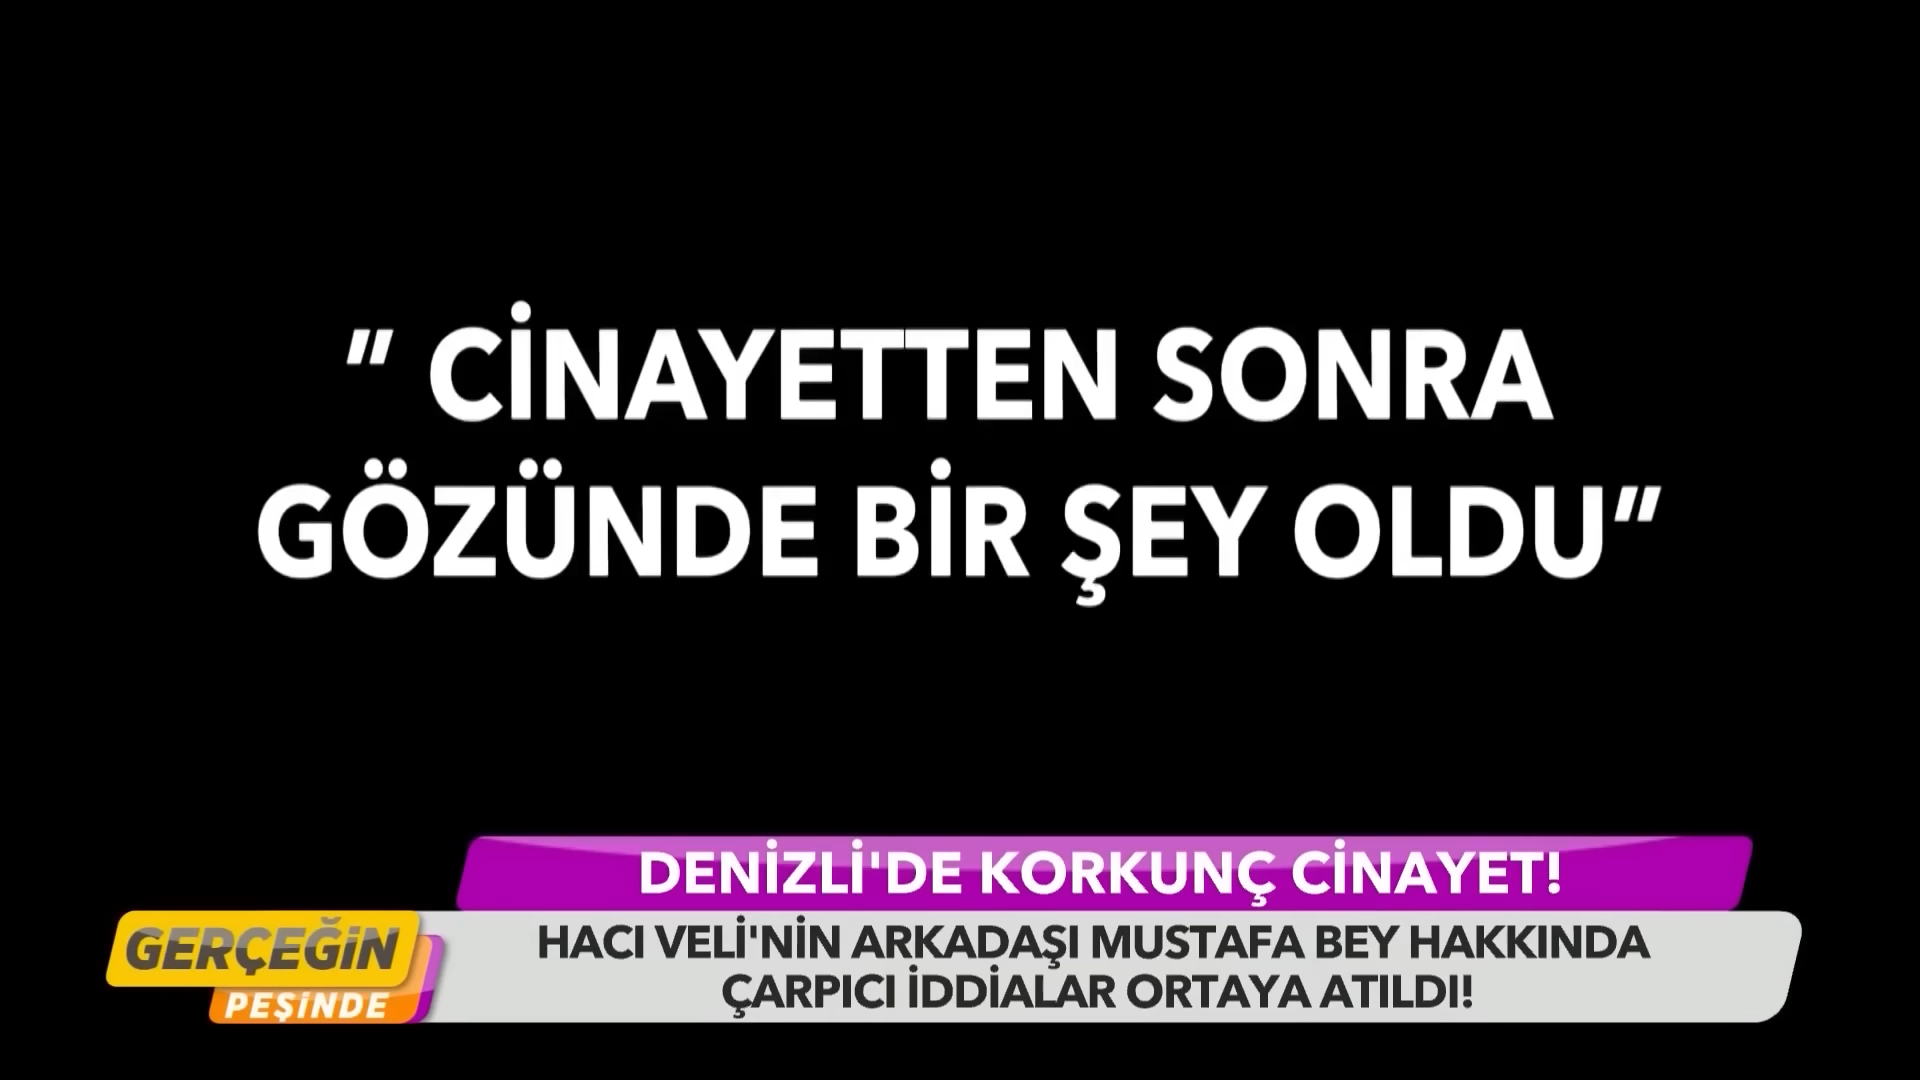 " CİNAYETTEN SONRA
GÖZÜNDE BİR ŞEY OLDU"
DENİZLİ'DE KORKUNÇ CİNAYET!
HACI VELİ'NİN ARKADAŞI MUSTAFA BEY HAKKINDA
ÇARPICI İDDİALAR ORTAYA ATILDI!
GERÇEĞİN
PEŞİNDE